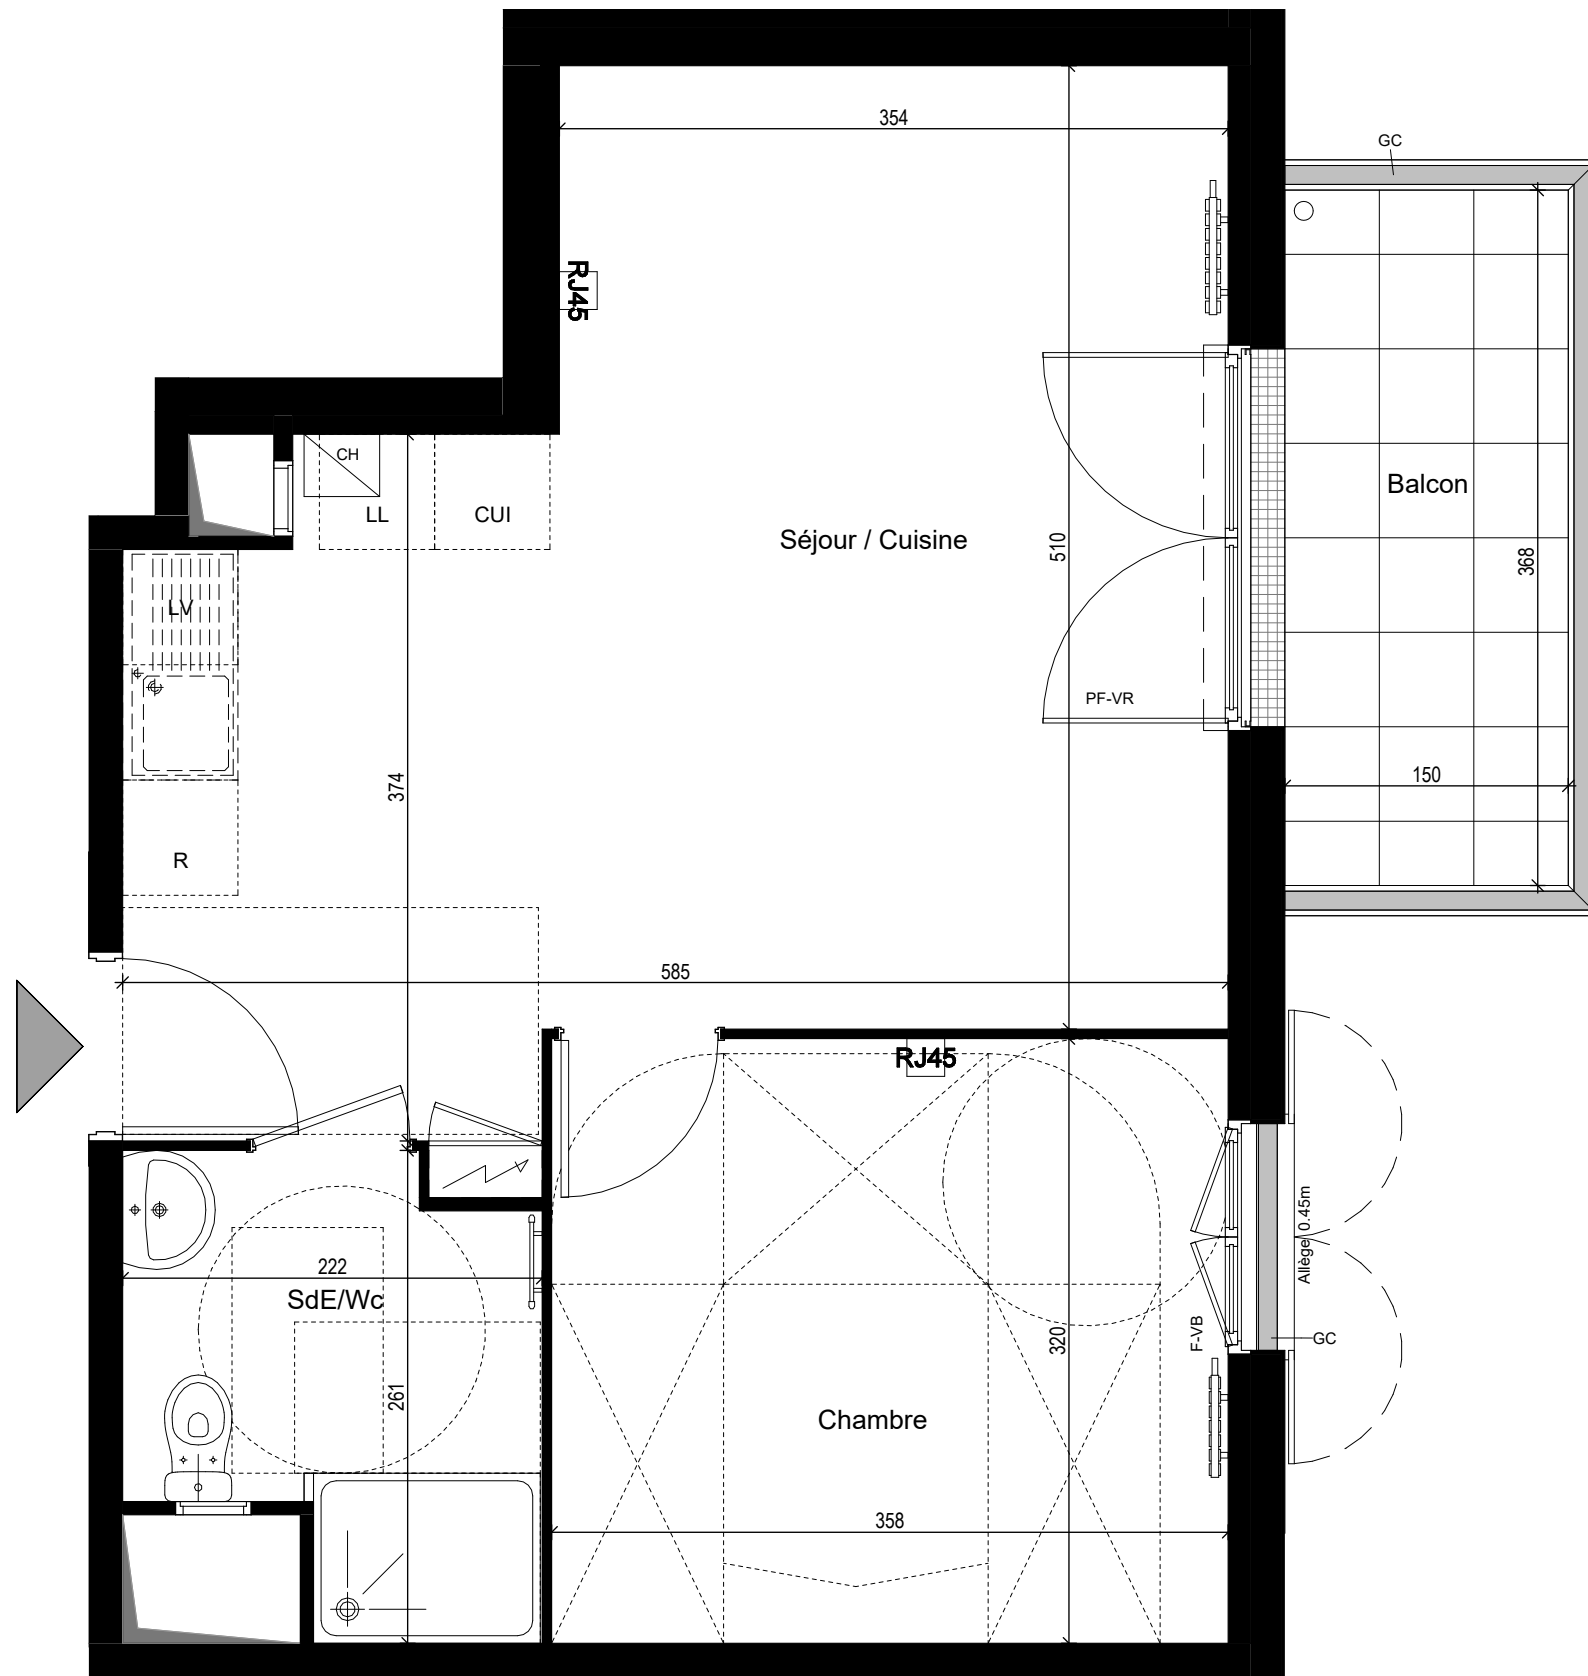 354
GC
RJ45
CH
LL
CUI
Séjour / Cuisine
510
Balcon
368
LV
PF-VR
374
150
R
585
RJ45
Allège 0.45m
222
SdE/Wc
320
F-VB
GC
261
Chambre
358